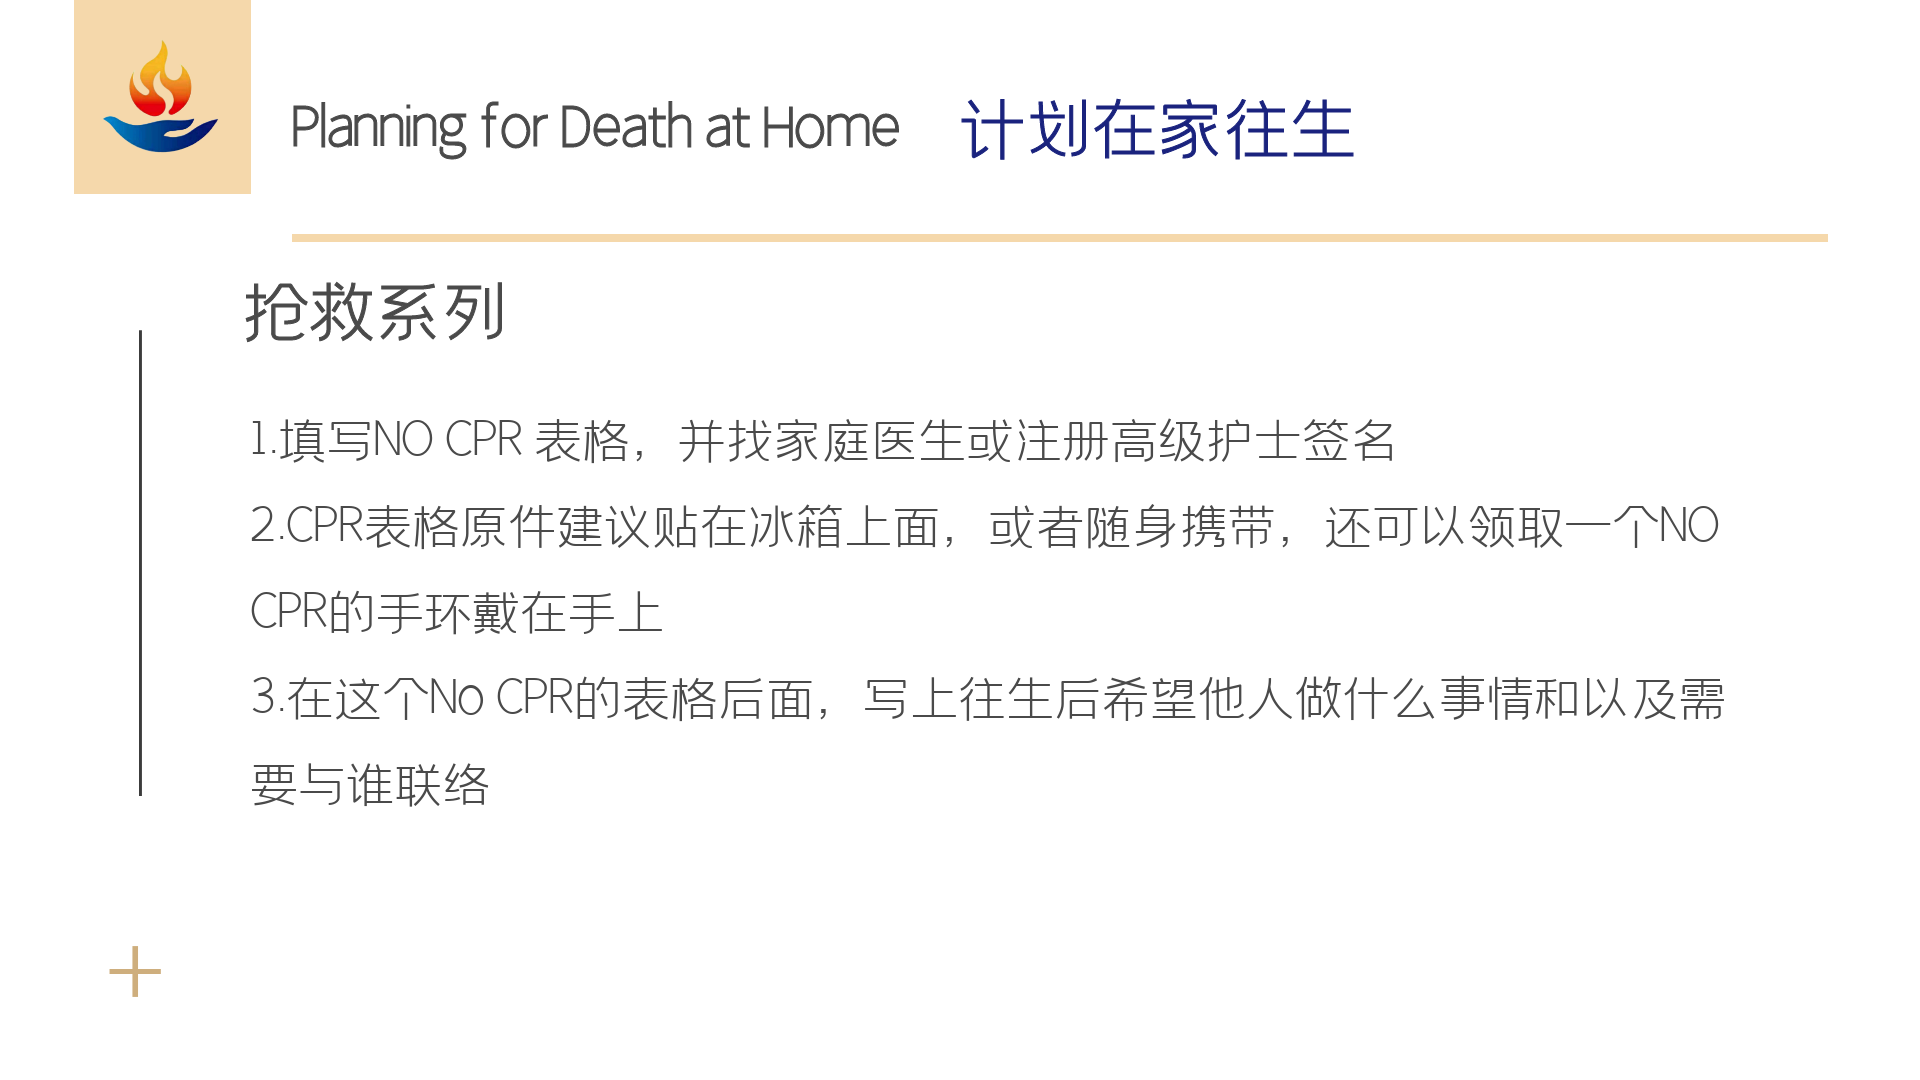 Planning for Death at Home 计划在家往生
抢救系列
1.填写NO CPR 表格，并找家庭医生或注册高级护士签名
2.CPR表格原件建议贴在冰箱上面，或者随身携带，还可以领取一个NO
CPR的手环戴在手上
3.在这个No CPR的表格后面，写上往生后希望他人做什么事情和以及需
要与谁联络